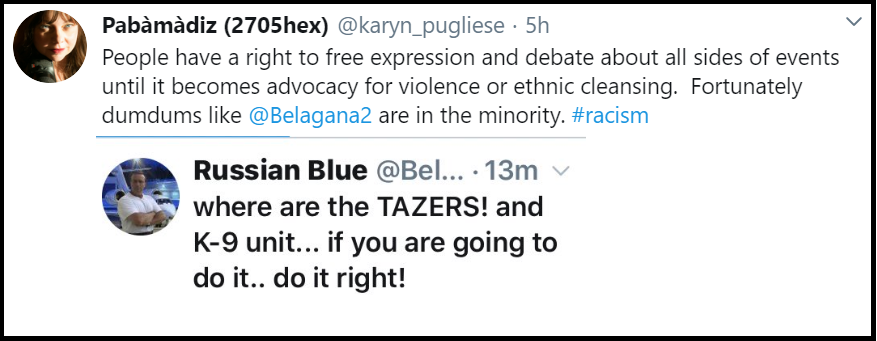 Pabàmàdiz (2705hex) @karyn_pugliese · 5h
People have a right to free expression and debate about all sides of events
until it becomes advocacy for violence or ethnic cleansing.  Fortunately
dumdums like @Belagana2 are in the minority. #racism
Russian Blue @Bel... · 13m
where are the TAZERS! and
K-9 unit... if you are going to
do it.. do it right!